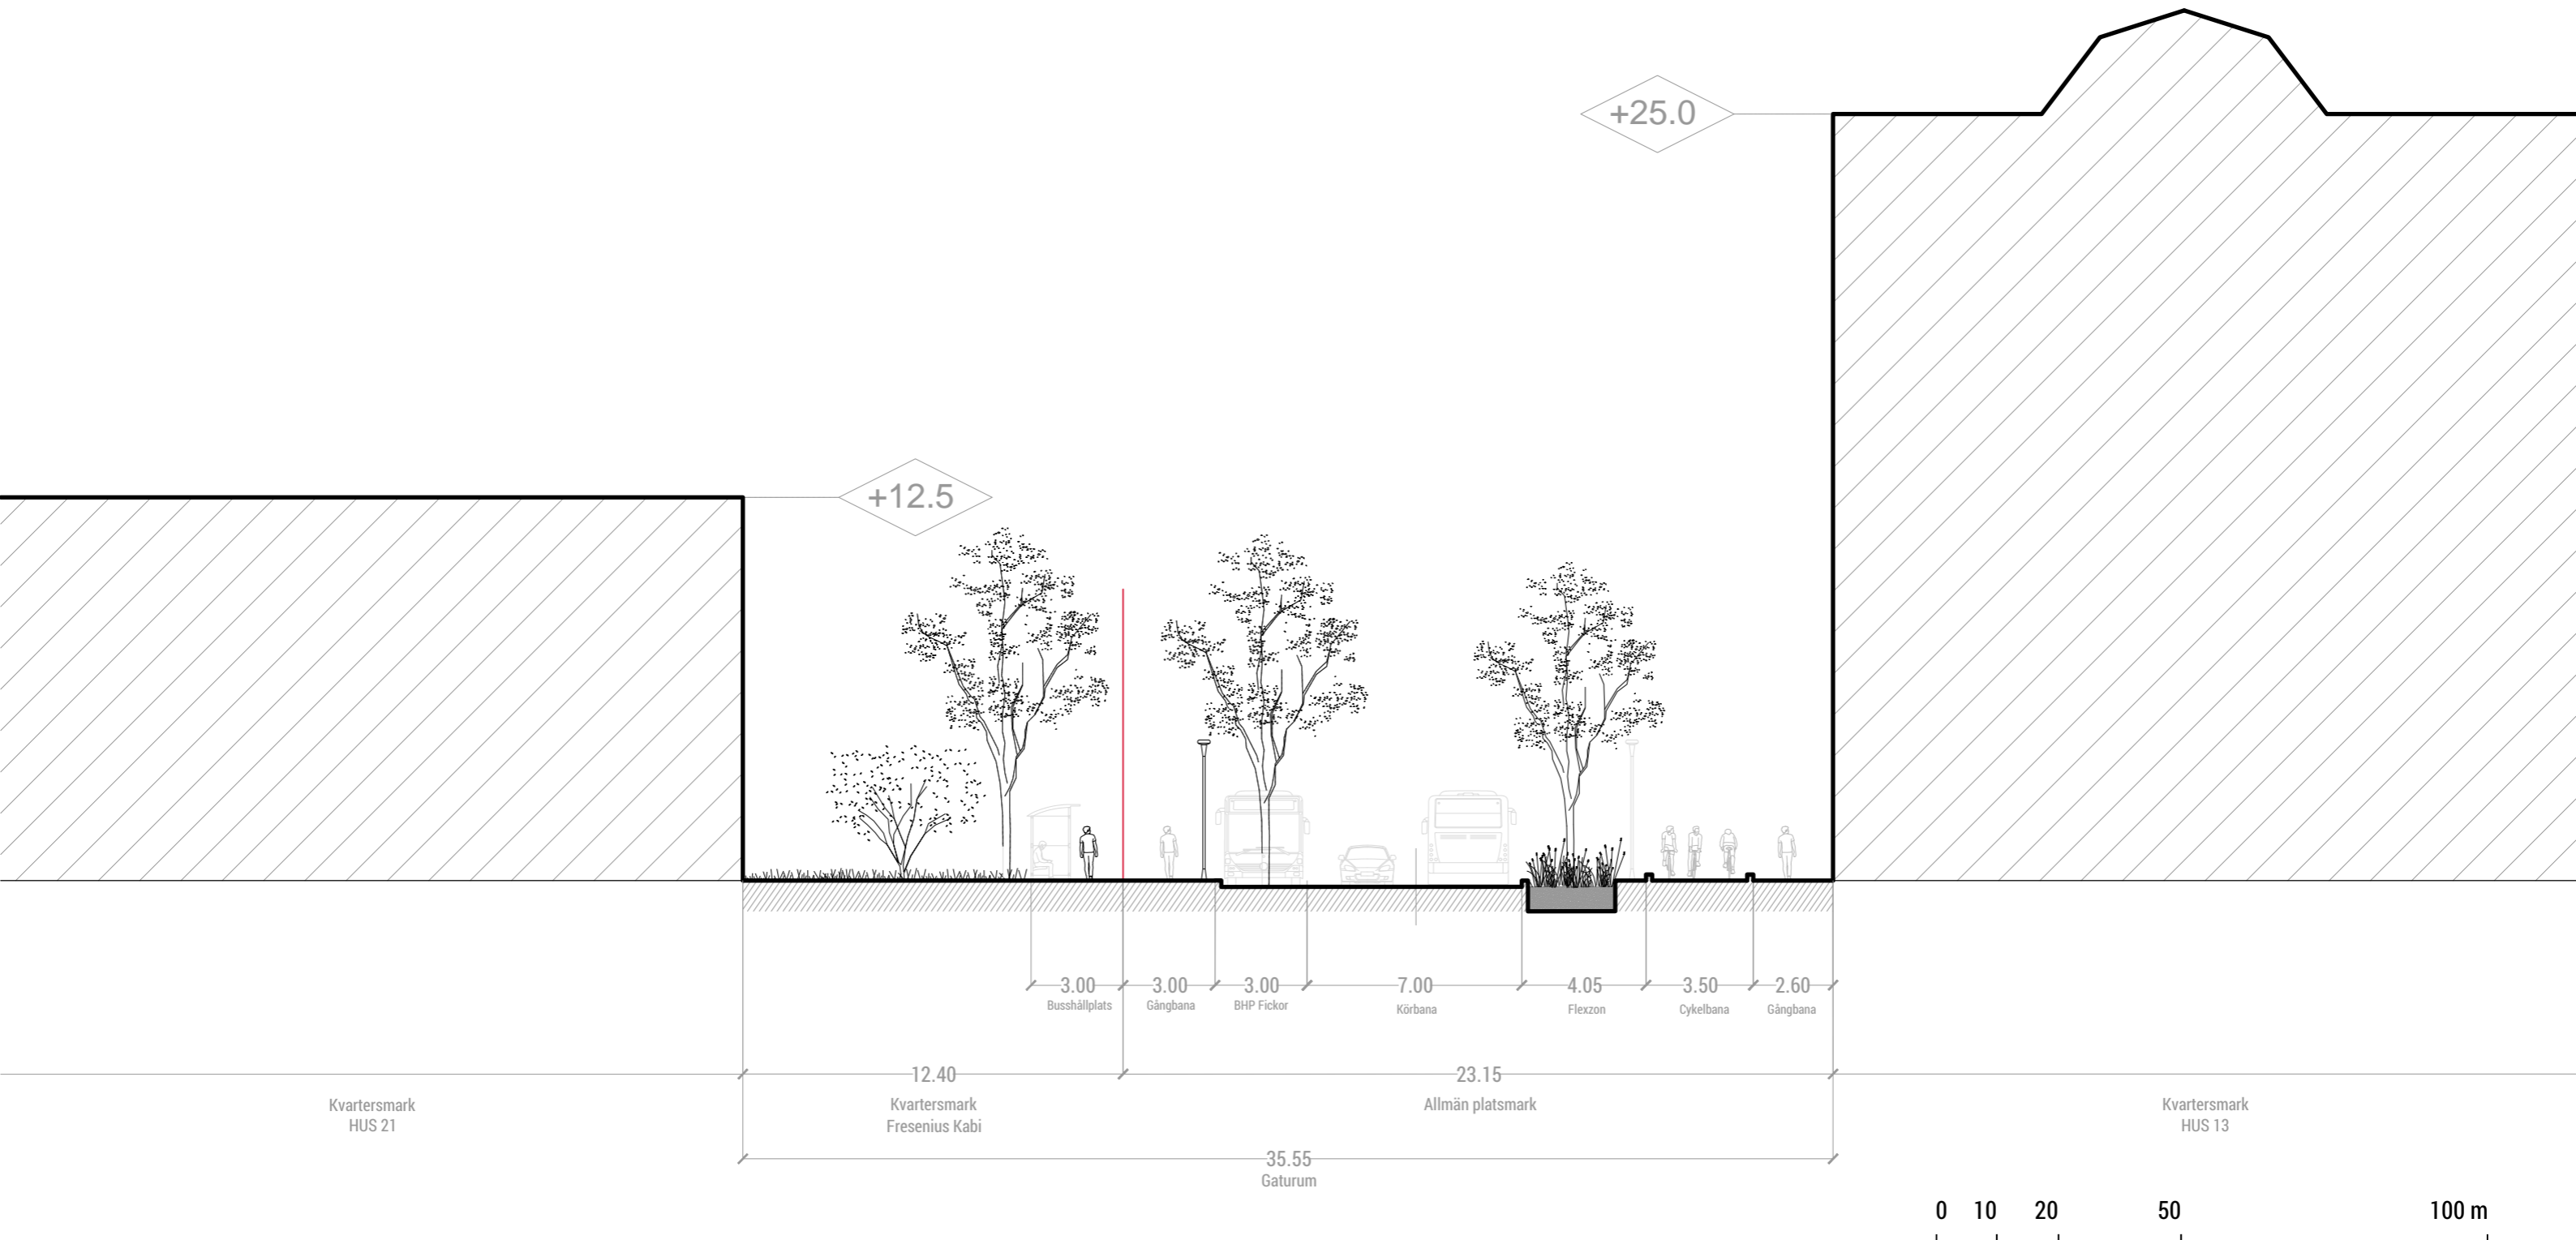 +25.0
+12.5
3.00 3.00 3.00 7.00 4.05 3.50 2.60
Busshållplats Gångbana BHP Fickor Körbana Flexzon Cykelbana Gångbana
12.40 23.15
Kvartersmark
HUS 21
Kvartersmark
Fresenius Kabi
Allmän platsmark
Kvartersmark
HUS 13
35.55
Gaturum
0 10 20 50 100 m